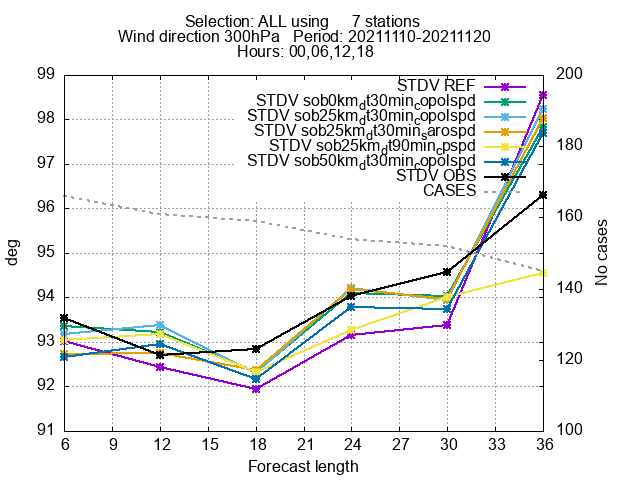 Selection: ALL using 7 stations
Wind direction 300hPa Period: 20211110-20211120
Hours: 00,06,12,18
STDV REF
STDV sob0km_dt30min_copolspd
STDV sob25km_dt30min_copolspd
STDV sob25km_dt30min_sarospd
STDV sob25km_dt90min_cpspd
STDV sob50km_dt30min_copolspd
STDV OBS
CASES
99
98
97
96
95
94
93
92
91
deg
200
180
160
140
120
100
No cases
6 9 12 15 18 21 24 27 30 33 36
Forecast length